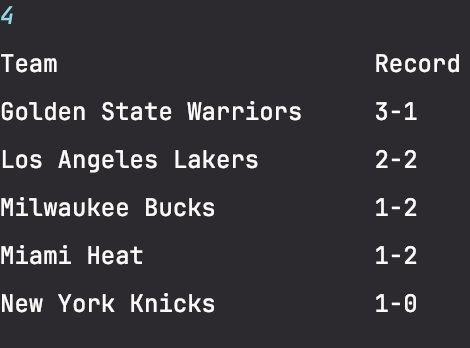 4
Team Record
Golden State Warriors 3-1
Los Angeles Lakers 2-2
Milwaukee Bucks 1-2
Miami Heat 1-2
New York Knicks 1-0